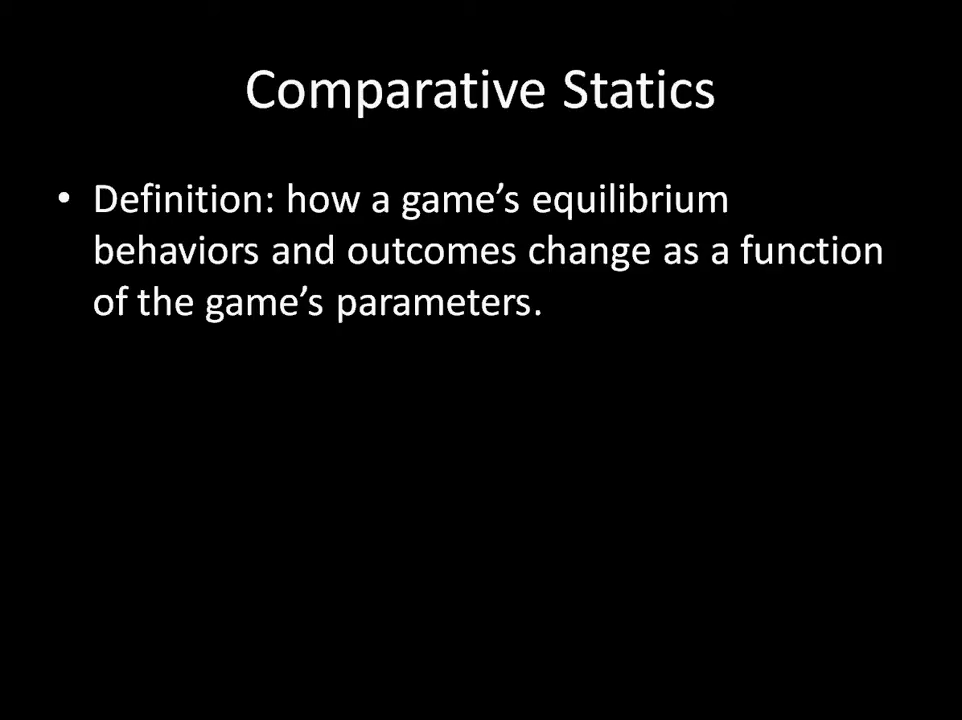 Comparative Statics
• Definition: how a game’s equilibrium
behaviors and outcomes change as a function
of the game’s parameters.